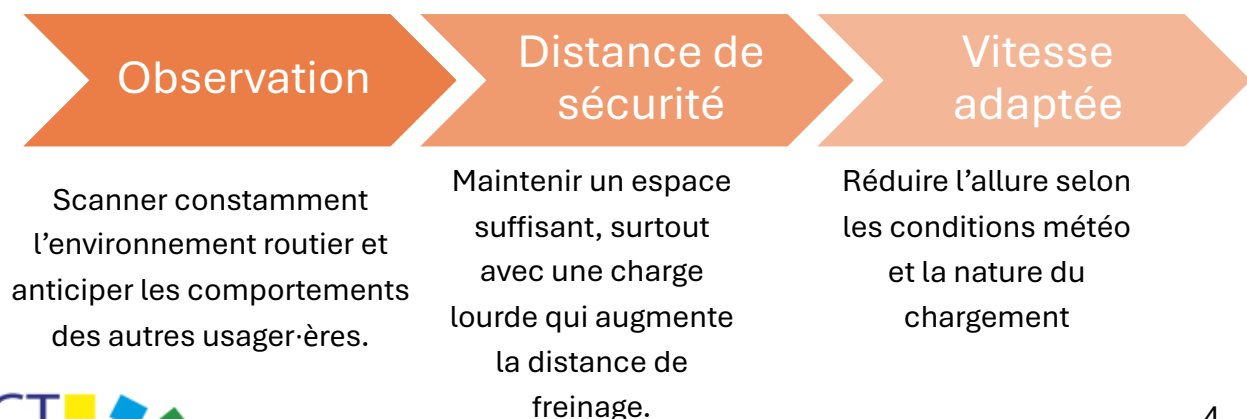 Observation
Scanner constamment
l'environnement routier et
anticiper les comportements
des autres usager·ères.
Distance de
sécurité
Maintenir un espace
suffisant, surtout
avec une charge
lourde qui augmente
la distance de
freinage.
Vitesse
adaptée
Réduire l'allure selon
les conditions météo
et la nature du
chargement
CT
4